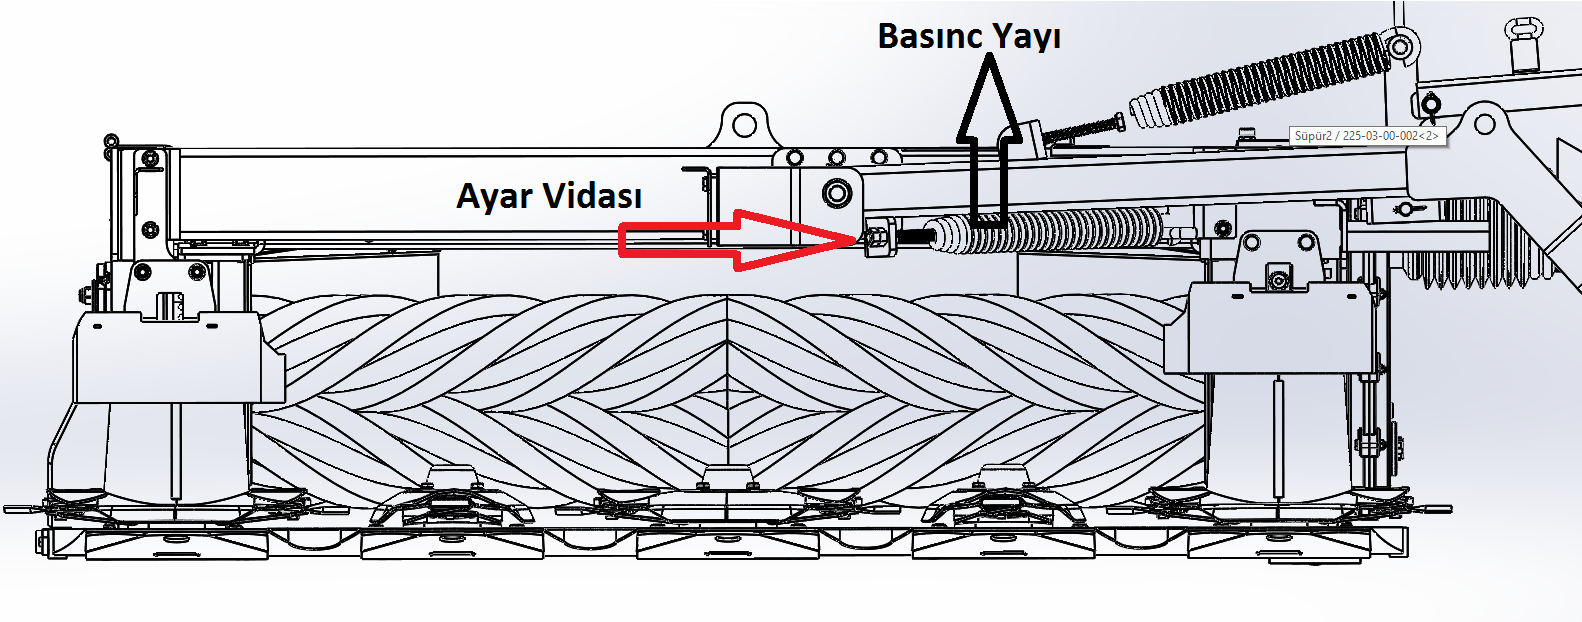 Basınc Yayı
Süpür2 / 225-03-00-002<2>
Ayar Vidası